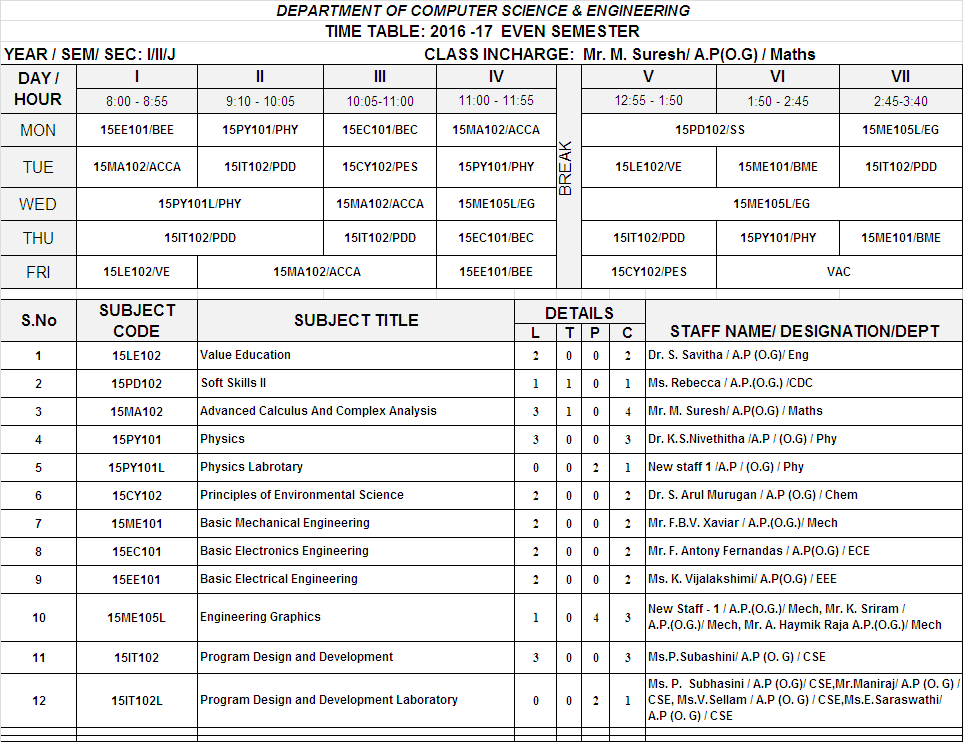 DEPARTMENT OF COMPUTER SCIENCE & ENGINEERING
TIME TABLE: 2016 -17 EVEN SEMESTER
YEAR / SEM/ SEC: I/II/J CLASS INCHARGE: Mr. M. Suresh/ A.P(O.G) / Maths
DAY / HOUR I II III IV BREAK V VI VII
8:00 - 8:55 9:10 - 10:05 10:05-11:00 11:00 - 11:55 12:55 - 1:50 1:50 - 2:45 2:45-3:40
MON 15EE101/BEE 15PY101/PHY 15EC101/BEC 15MA102/ACCA 15PD102/SS 15ME105L/EG
TUE 15MA102/ACCA 15IT102/PDD 15CY102/PES 15PY101/PHY 15LE102/VE 15ME101/BME 15IT102/PDD
WED 15PY101L/PHY 15MA102/ACCA 15ME105L/EG 15ME105L/EG
THU 15IT102/PDD 15IT102/PDD 15EC101/BEC 15IT102/PDD 15PY101/PHY 15ME101/BME
FRI 15LE102/VE 15MA102/ACCA 15EE101/BEE 15CY102/PES VAC
S.No SUBJECT CODE SUBJECT TITLE DETAILS STAFF NAME/ DESIGNATION/DEPT
L T P C
1 15LE102 Value Education 2 0 0 2 Dr. S. Savitha / A.P (O.G)/ Eng
2 15PD102 Soft Skills II 1 1 0 1 Ms. Rebecca / A.P.(O.G.) /CDC
3 15MA102 Advanced Calculus And Complex Analysis 3 1 0 4 Mr. M. Suresh/ A.P(O.G) / Maths
4 15PY101 Physics 3 0 0 3 Dr. K.S.Nivethitha /A.P / (O.G) / Phy
5 15PY101L Physics Labrotary 0 0 2 1 New staff 1 /A.P / (O.G) / Phy
6 15CY102 Principles of Environmental Science 2 0 0 2 Dr. S. Arul Murugan / A.P (O.G) / Chem
7 15ME101 Basic Mechanical Engineering 2 0 0 2 Mr. F.B.V. Xaviar / A.P.(O.G.)/ Mech
8 15EC101 Basic Electronics Engineering 2 0 0 2 Mr. F. Antony Fernandas / A.P(O.G) / ECE
9 15EE101 Basic Electrical Engineering 2 0 0 2 Ms. K. Vijalakshimi/ A.P(O.G) / EEE
10 15ME105L Engineering Graphics 1 0 4 3 New Staff - 1 / A.P.(O.G.)/ Mech, Mr. K. Sriram /
A.P.(O.G.)/ Mech, Mr. A. Haymik Raja A.P.(O.G.)/ Mech
11 15IT102 Program Design and Development 3 0 0 3 Ms.P.Subashini/ A.P (O. G) / CSE
12 15IT102L Program Design and Development Laboratory 0 0 2 1 Ms. P. Subhasini / A.P (O.G)/ CSE,Mr.Maniraj/ A.P (O. G) /
CSE, Ms.V.Sellam / A.P (O. G) / CSE,Ms.E.Saraswathi/
A.P (O. G) / CSE